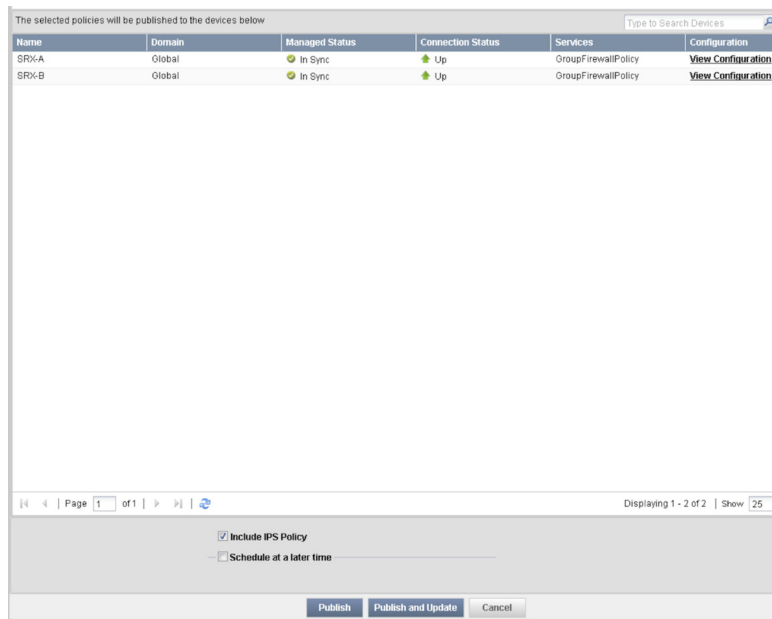 The selected policies will be published to the devices below Type to Search Devices
Name Domain Managed Status Connection Status Services Configuration
SRX-A Global In Sync Up GroupFirewallPolicy View Configuration
SRX-B Global In Sync Up GroupFirewallPolicy View Configuration
Page 1 of 1 Displaying 1 - 2 of 2 Show 25
Include IPS Policy
Schedule at a later time
Publish Publish and Update Cancel